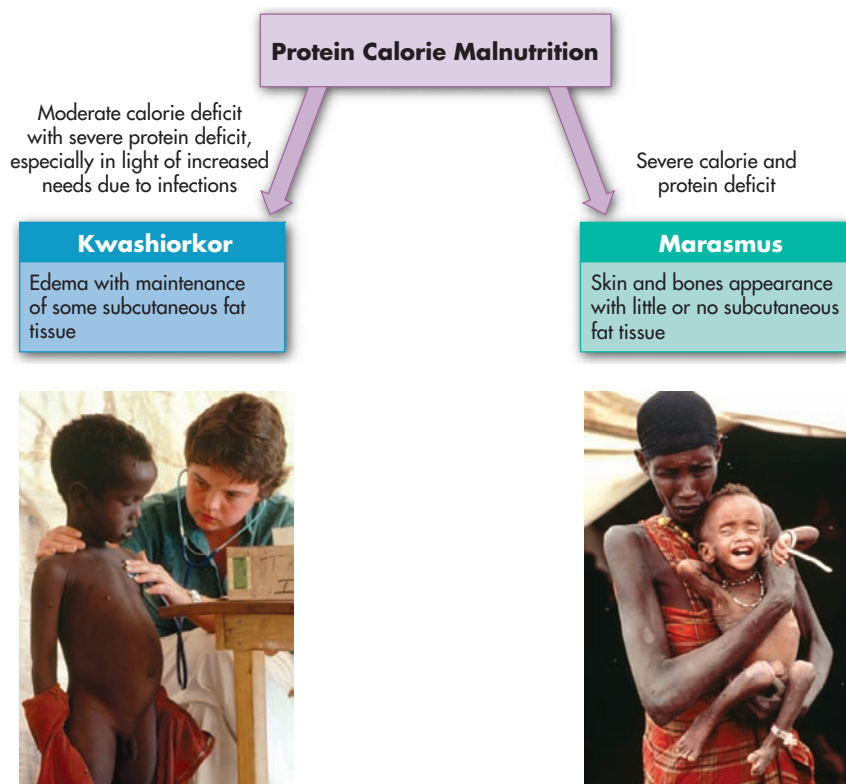 Protein Calorie Malnutrition
Moderate calorie deficit
with severe protein deficit,
especially in light of increased
needs due to infections
Kwashiorkor
Edema with maintenance
of some subcutaneous fat
tissue
Severe calorie and
protein deficit
Marasmus
Skin and bones appearance
with little or no subcutaneous
fat tissue